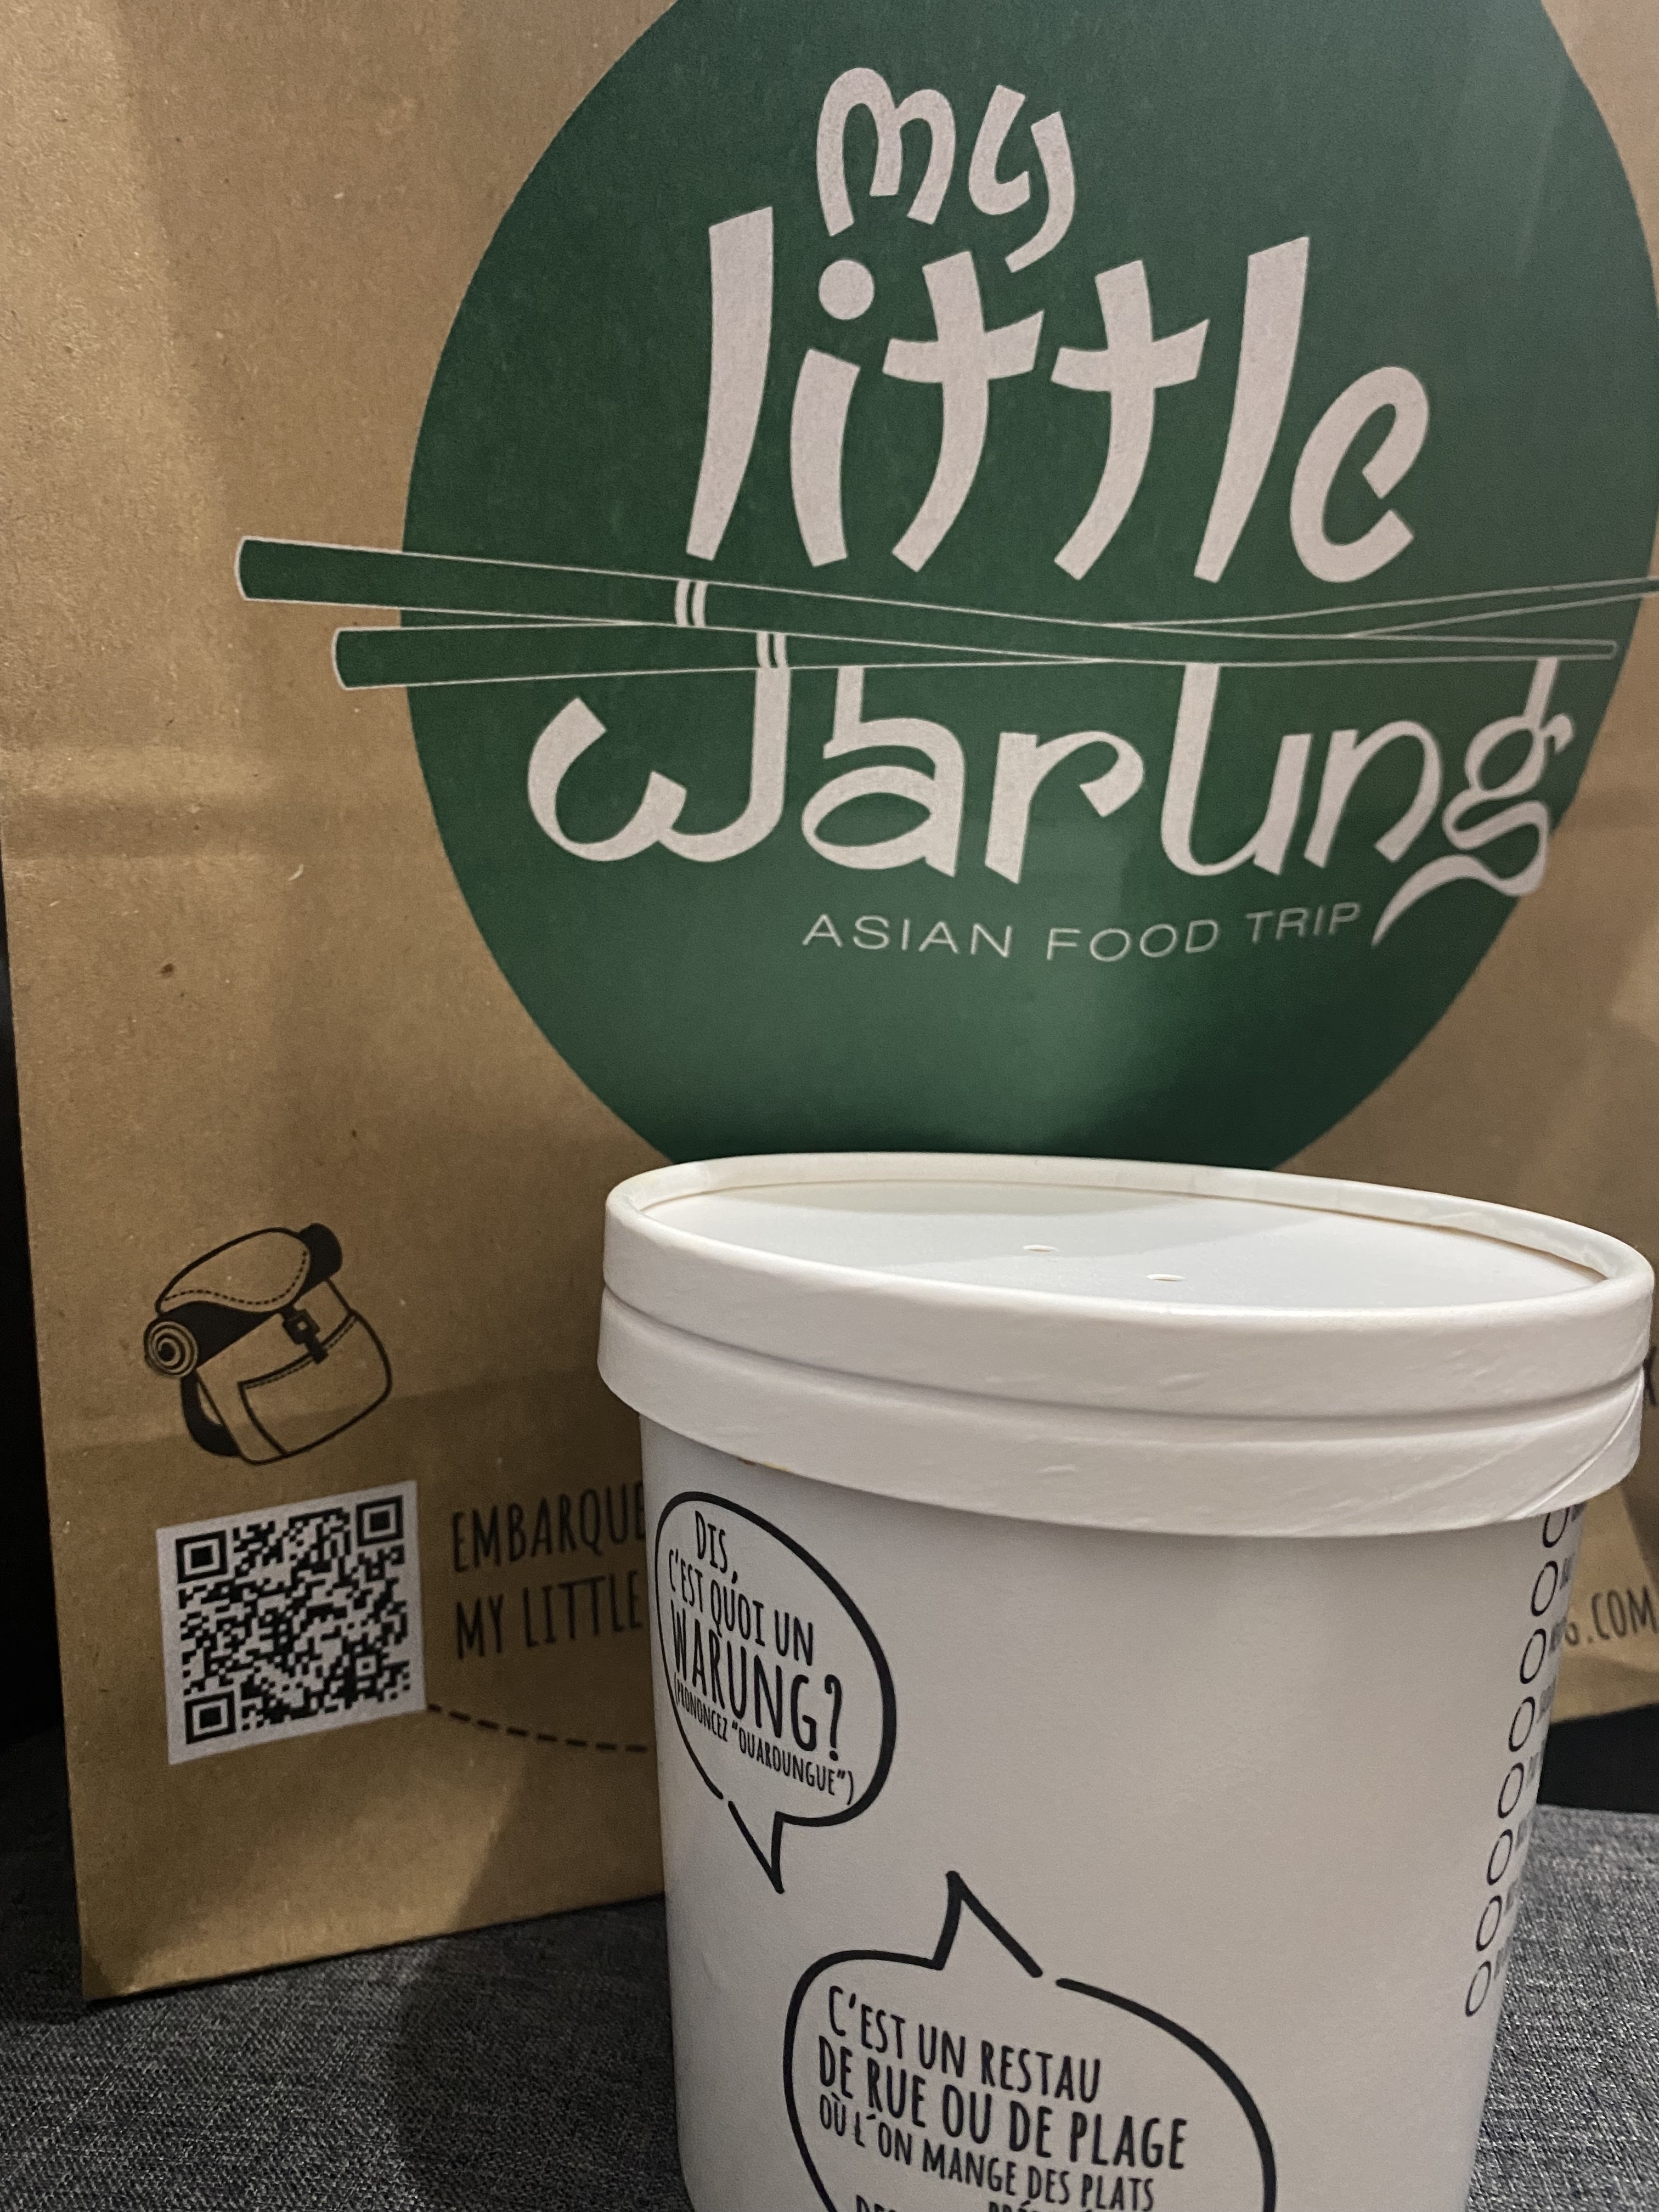 my
little
warung
ASIAN FOOD TRIP
EMBARQUE
MY LITTLE
.COM
DIS,
C'EST QUOI UN
WARUNG?
(PRONONCEZ "OUAROUNGUE")
C'EST UN RESTAU
DE RUE OU DE PLAGE
OÙ L'ON MANGE DES PLATS